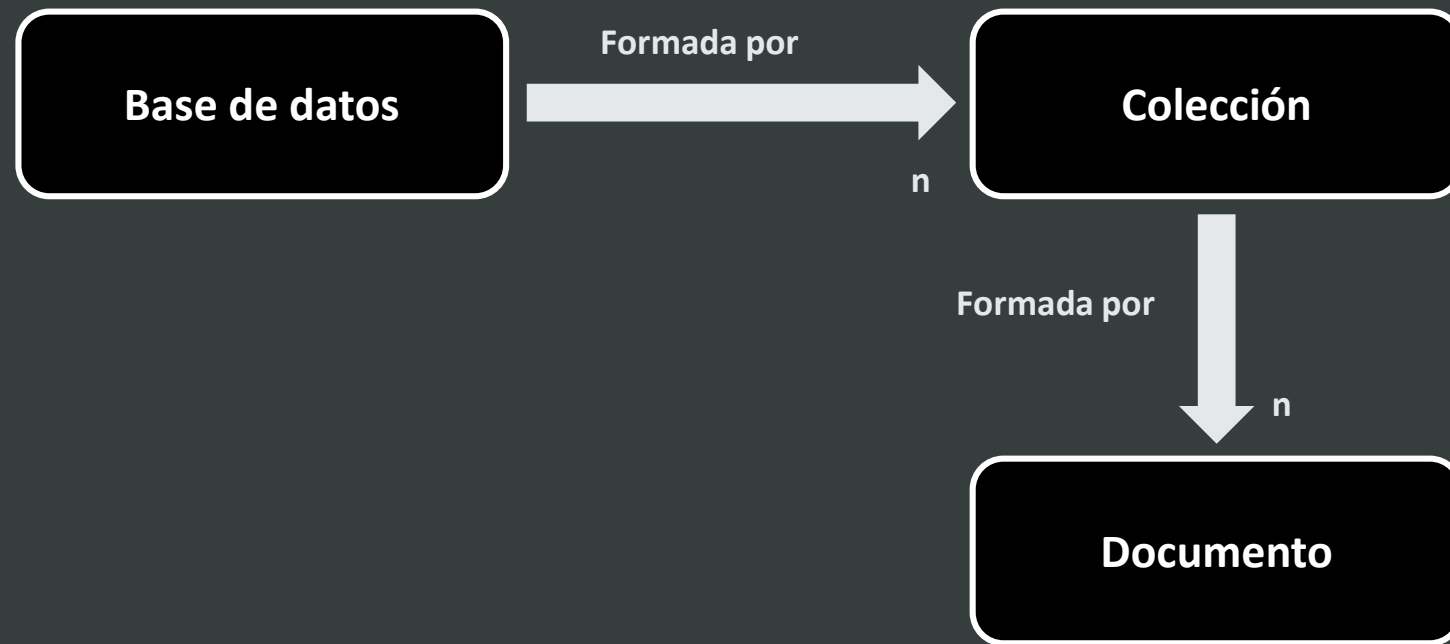 Formada por
Base de datos
Colección
n
Formada por
n
Documento